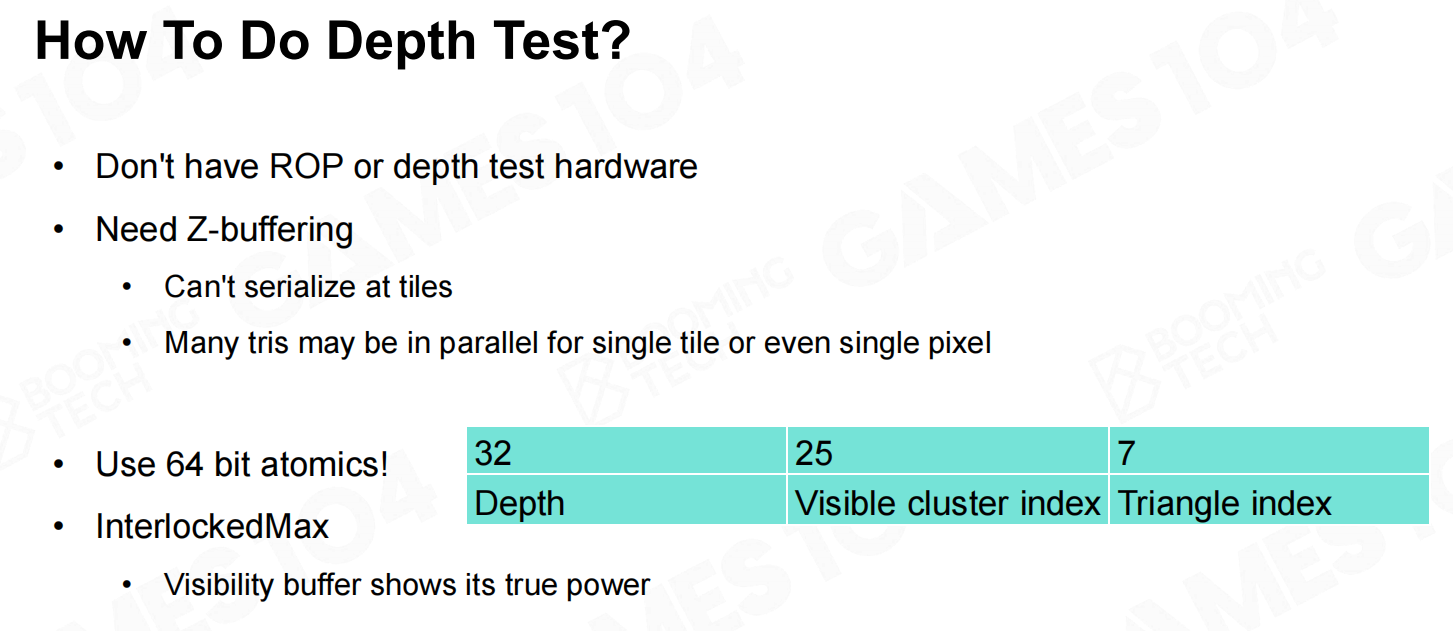 How To Do Depth Test?
• Don't have ROP or depth test hardware
• Need Z-buffering
• Can't serialize at tiles
• Many tris may be in parallel for single tile or even single pixel
• Use 64 bit atomics!
• InterlockedMax
• Visibility buffer shows its true power
32 25 7
Depth Visible cluster index Triangle index
GAMES 104
BOOMING TECH